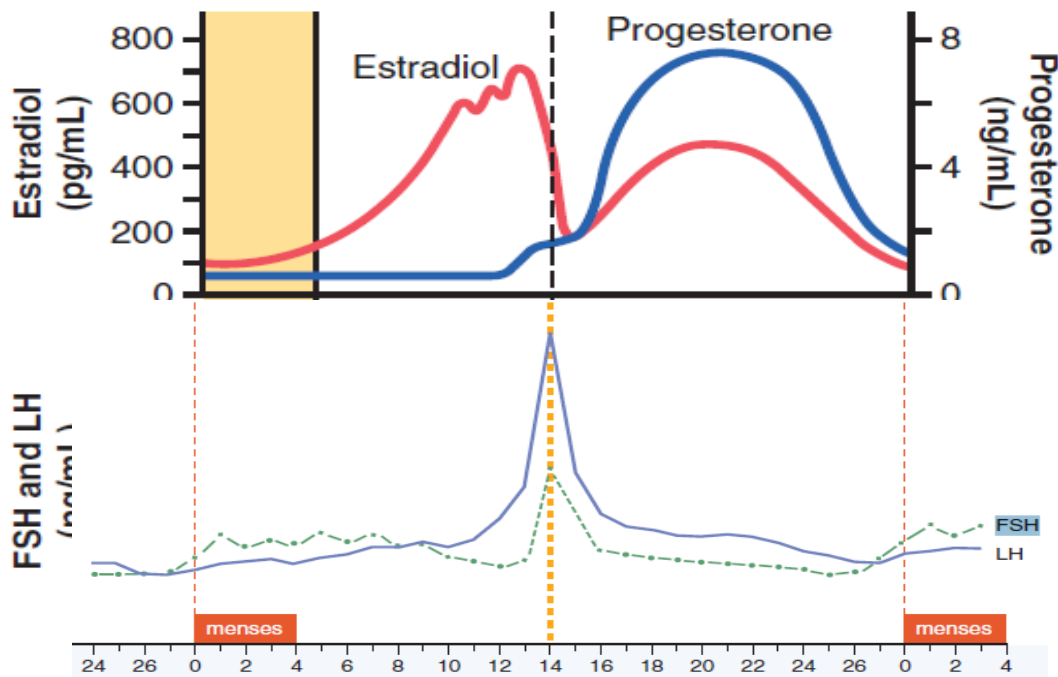 800
600
400
200
0
Estradiol
(pg/mL)
Estradiol
Progesterone
8
4
0
Progesterone
(ng/mL)
FSH and LH
FSH
LH
menses
menses
24 26 0 2 4 6 8 10 12 14 16 18 20 22 24 26 0 2 4